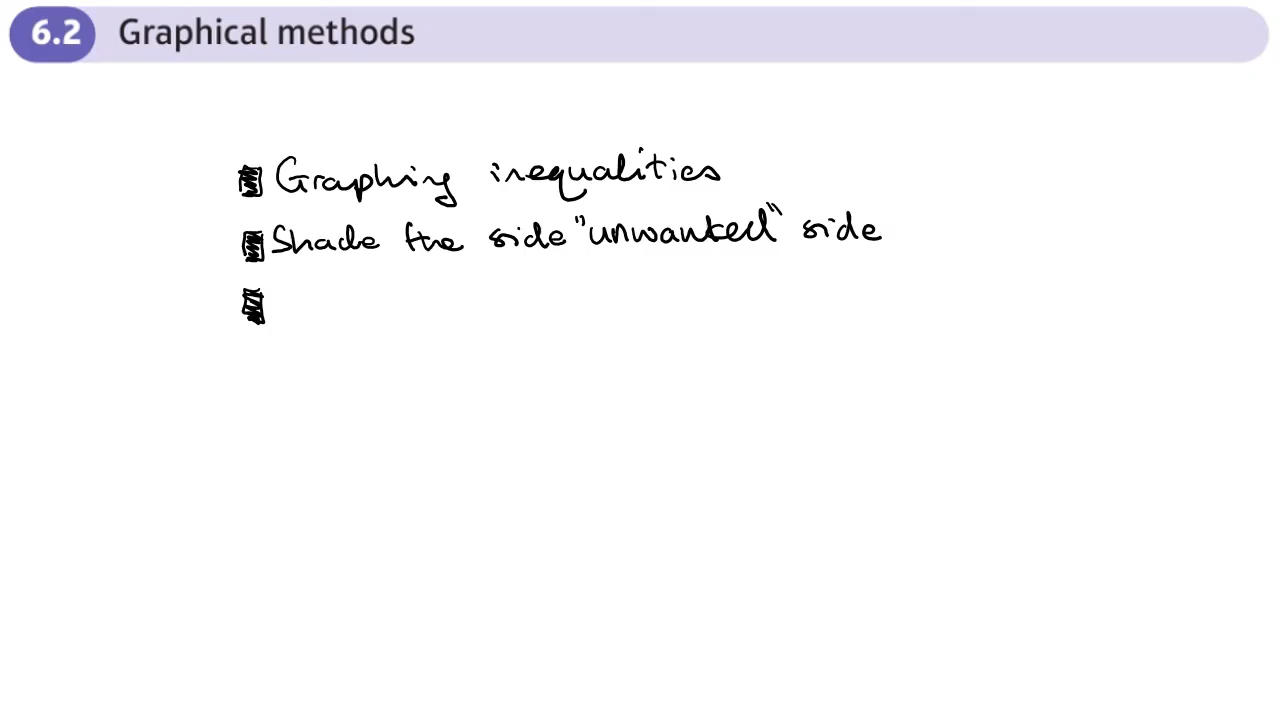 6.2 Graphical methods
Graphing inequalities
Shade the side "unwanted" side